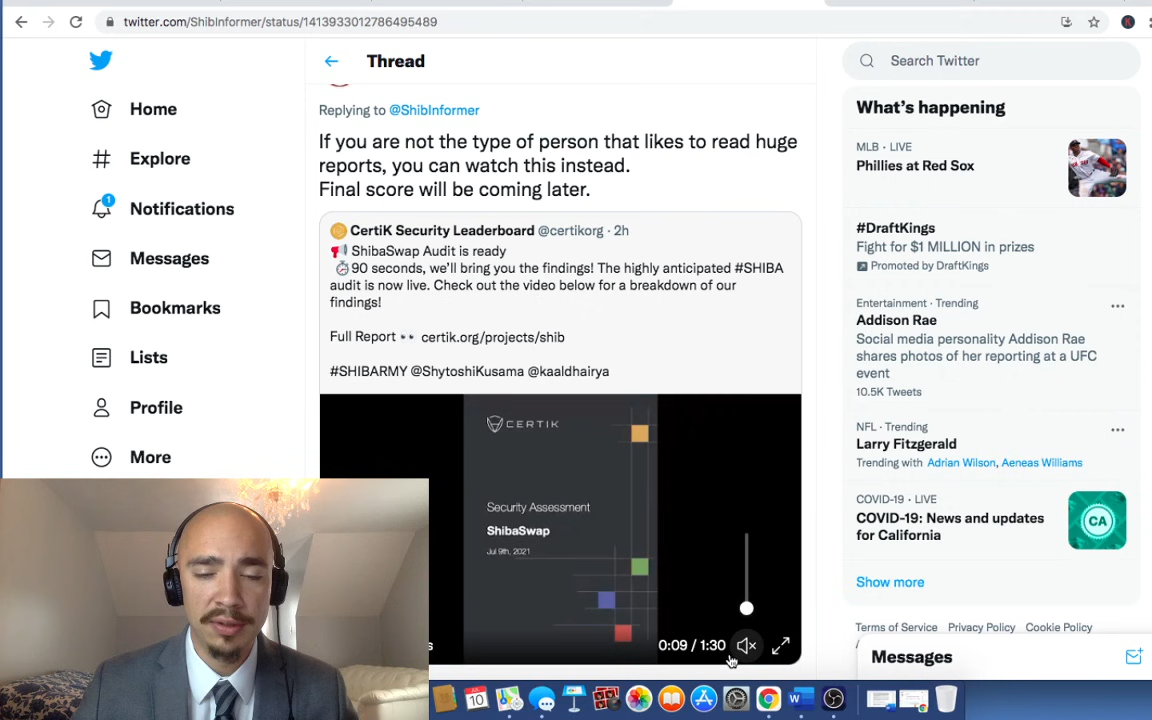 twitter.com/ShibInformer/status/1413933012786495489
K
Home
Explore
1
Notifications
Messages
Bookmarks
Lists
Profile
More
Thread
Replying to @ShibInformer
If you are not the type of person that likes to read huge
reports, you can watch this instead.
Final score will be coming later.
CertiK Security Leaderboard @certikorg · 2h
📢 ShibaSwap Audit is ready
⏱90 seconds, we'll bring you the findings! The highly anticipated #SHIBA
audit is now live. Check out the video below for a breakdown of our
findings!
Full Report 👀 certik.org/projects/shib
#SHIBARMY @ShytoshiKusama @kaaldhairya
CERTIK
Security Assessment
ShibaSwap
Jul 9th, 2021
0:09 / 1:30
Search Twitter
What's happening
MLB · LIVE
Phillies at Red Sox
#DraftKings
Fight for $1 MILLION in prizes
Promoted by DraftKings
Entertainment · Trending
Addison Rae
Social media personality Addison Rae
shares photos of her reporting at a UFC
event
10.5K Tweets
NFL · Trending
Larry Fitzgerald
Trending with Adrian Wilson, Aeneas Williams
COVID-19 · LIVE
COVID-19: News and updates
for California
CA
Show more
Terms of Service Privacy Policy Cookie Policy
Messages
10
W